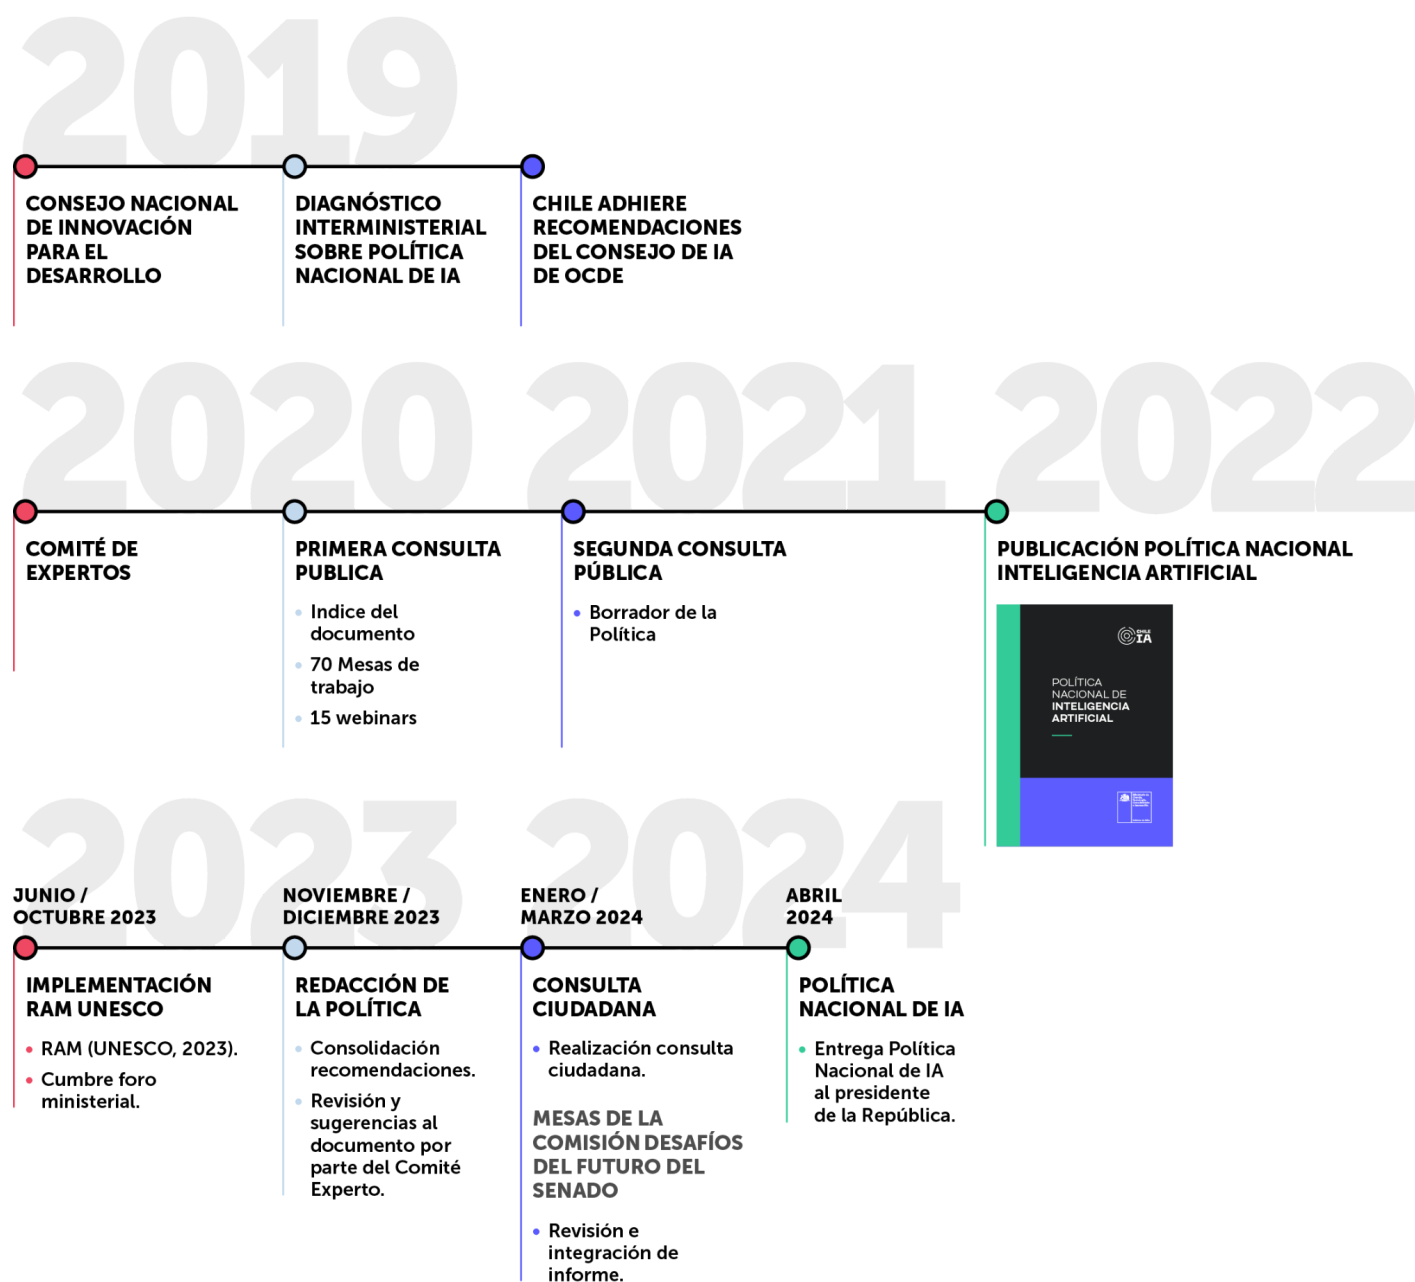 2019
CONSEJO NACIONAL
DE INNOVACIÓN
PARA EL
DESARROLLO
DIAGNÓSTICO
INTERMINISTERIAL
SOBRE POLÍTICA
NACIONAL DE IA
CHILE ADHIERE
RECOMENDACIONES
DEL CONSEJO DE IA
DE OCDE
2020
2021
2022
COMITÉ DE
EXPERTOS
PRIMERA CONSULTA
PUBLICA
Indice del
documento
70 Mesas de
trabajo
15 webinars
SEGUNDA CONSULTA
PÚBLICA
Borrador de la
Política
PUBLICACIÓN POLÍTICA NACIONAL
INTELIGENCIA ARTIFICIAL
CHILE
IA
POLÍTICA
NACIONAL DE
INTELIGENCIA
ARTIFICIAL
2023
2024
JUNIO /
OCTUBRE 2023
IMPLEMENTACIÓN
RAM UNESCO
RAM (UNESCO, 2023).
Cumbre foro
ministerial.
NOVIEMBRE /
DICIEMBRE 2023
REDACCIÓN DE
LA POLÍTICA
Consolidación
recomendaciones.
Revisión y
sugerencias al
documento por
parte del Comité
Experto.
ENERO /
MARZO 2024
CONSULTA
CIUDADANA
Realización consulta
ciudadana.
MESAS DE LA
COMISIÓN DESAFÍOS
DEL FUTURO DEL
SENADO
Revisión e
integración de
informe.
ABRIL
2024
POLÍTICA
NACIONAL DE IA
Entrega Política
Nacional de IA
al presidente
de la República.